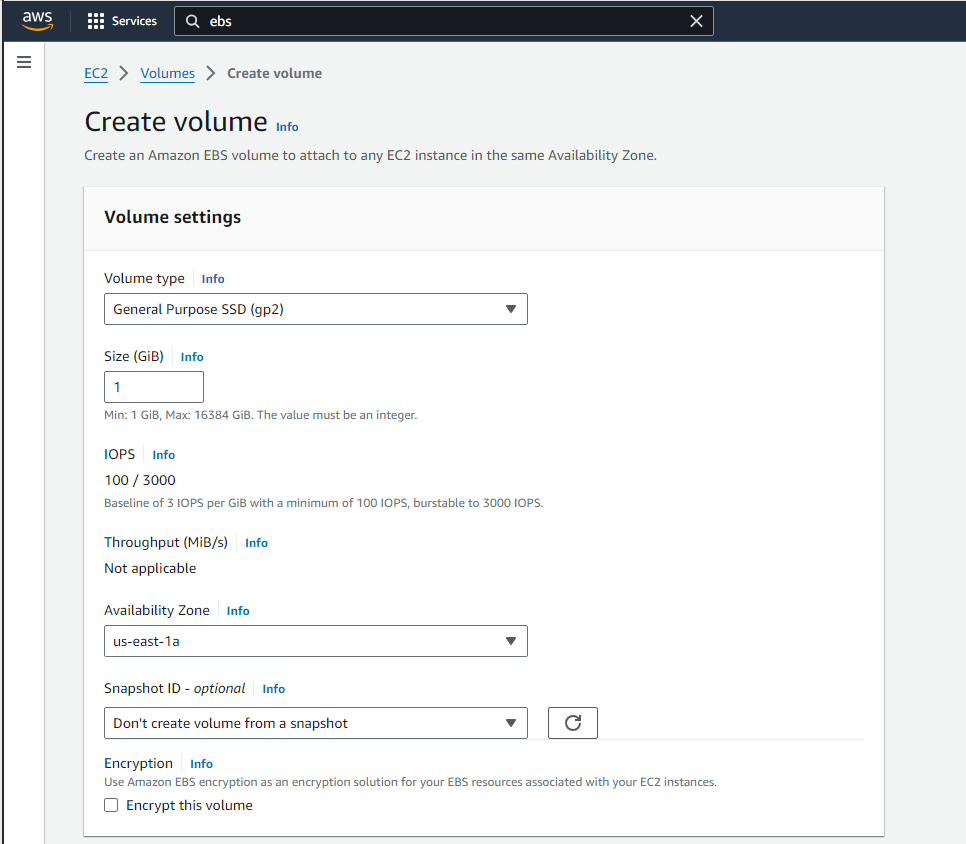 aws Services ebs
EC2 Volumes Create volume
Create volume Info
Create an Amazon EBS volume to attach to any EC2 instance in the same Availability Zone.
Volume settings
Volume type Info
General Purpose SSD (gp2)
Size (GiB) Info
1
Min: 1 GiB, Max: 16384 GiB. The value must be an integer.
IOPS Info
100 / 3000
Baseline of 3 IOPS per GiB with a minimum of 100 IOPS, burstable to 3000 IOPS.
Throughput (MiB/s) Info
Not applicable
Availability Zone Info
us-east-1a
Snapshot ID - optional Info
Don't create volume from a snapshot
Encryption Info
Use Amazon EBS encryption as an encryption solution for your EBS resources associated with your EC2 instances.
Encrypt this volume